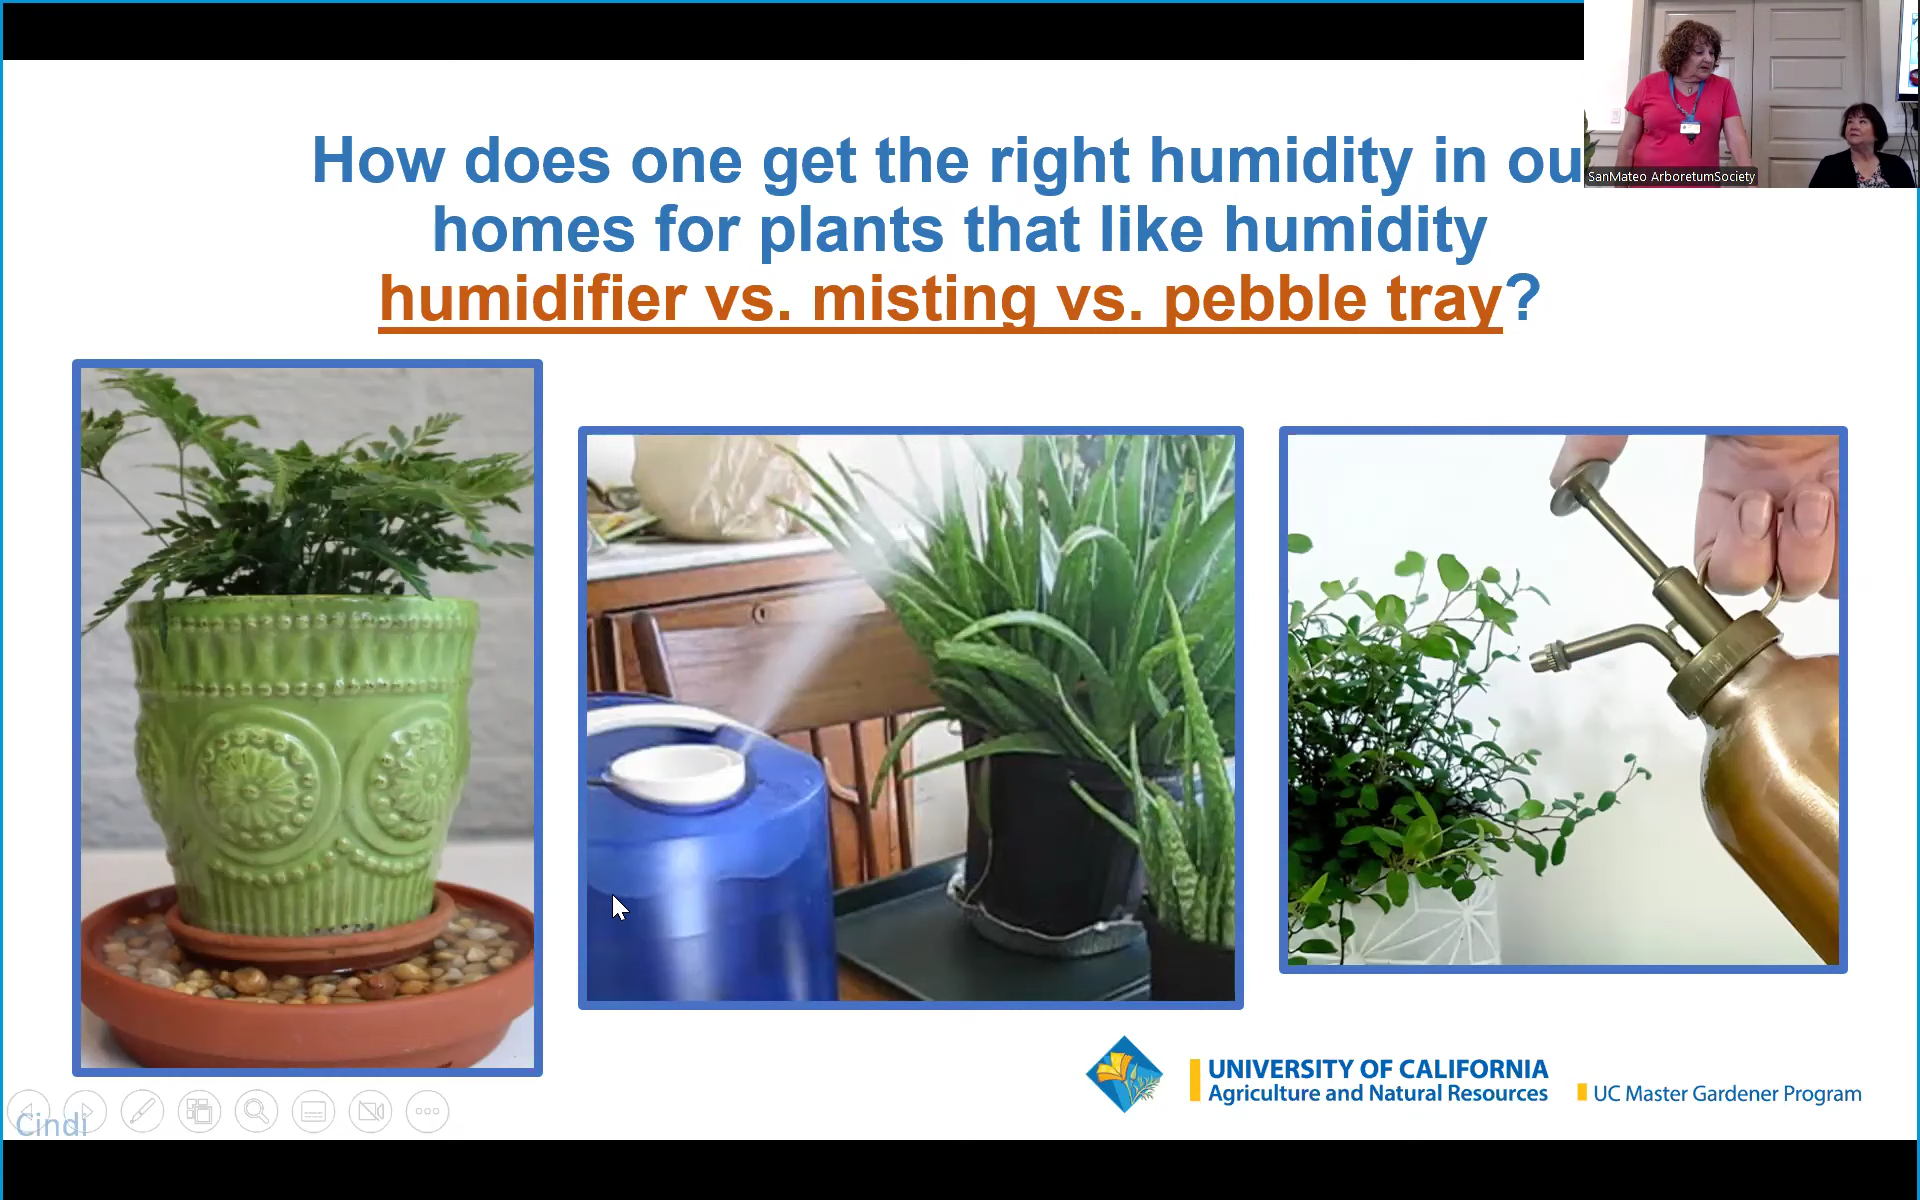 How does one get the right humidity in ou
homes for plants that like humidity
humidifier vs. misting vs. pebble tray?
SanMateo ArboretumSociety
UNIVERSITY OF CALIFORNIA
Agriculture and Natural Resources
UC Master Gardener Program
Cindi